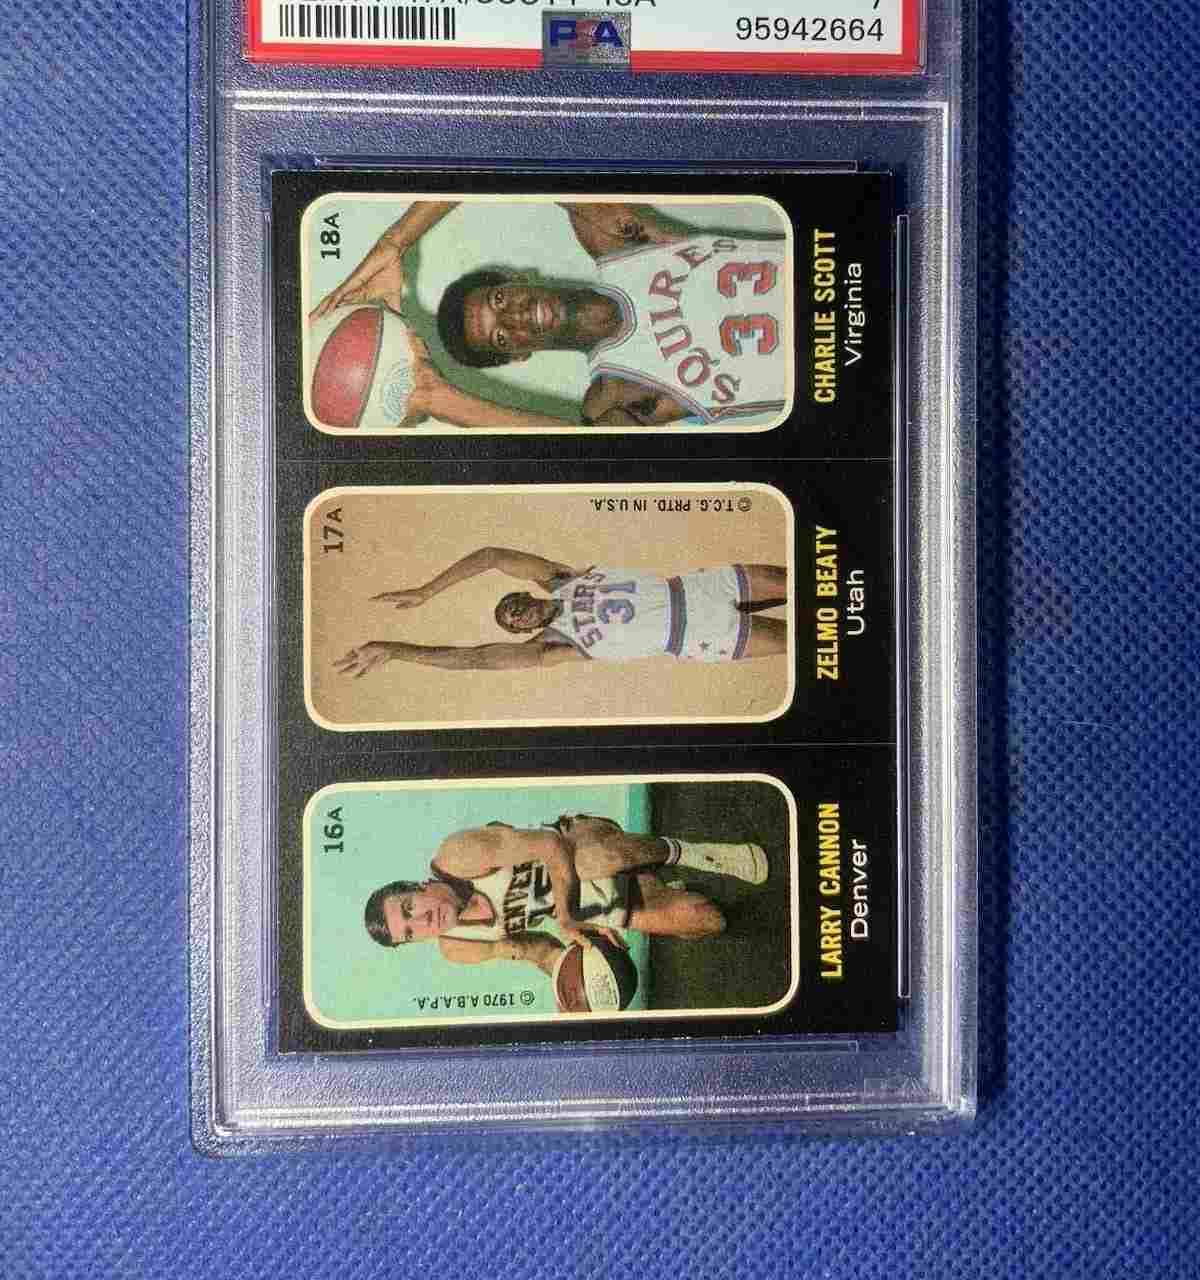 7
95942664
PSA
18A
SQUIRES
33
CHARLIE SCOTT
Virginia
17A
© T.C.G. PRTD. IN U.S.A.
STARS
31
ZELMO BEATY
Utah
16A
DENVER
© 1970 A.B.A.P.A.
LARRY CANNON
Denver